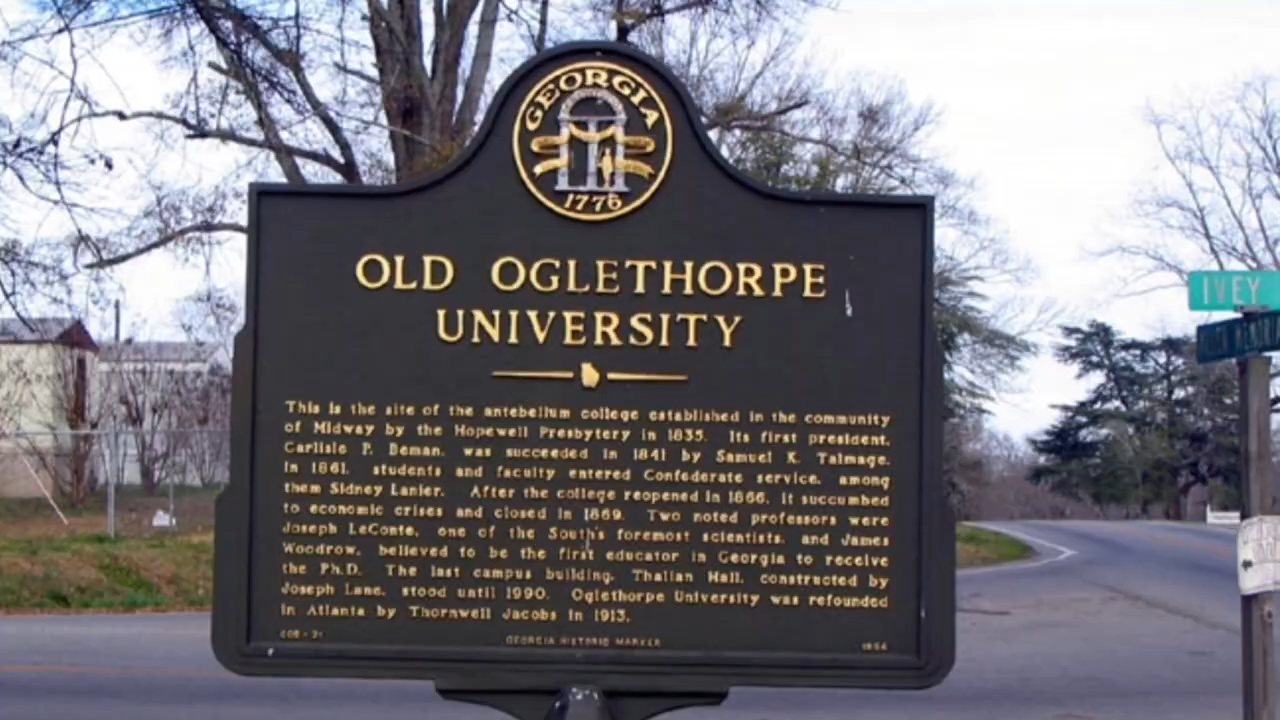 GEORGIA
1776
OLD OGLETHORPE
UNIVERSITY
This is the site of the antebellum college established in the community
of Midway by the Hopewell Presbytery in 1835. Its first president,
Carlisle P. Beman, was succeeded in 1841 by Samuel K. Talmage.
In 1861, students and faculty entered Confederate service, among
them Sidney Lanier. After the college reopened in 1866, it succumbed
to economic crises and closed in 1869. Two noted professors were
Joseph LeConte, one of the South's foremost scientists, and James
Woodrow, believed to be the first educator in Georgia to receive
the Ph.D. The last campus building, Thalian Hall, constructed by
Joseph Lane, stood until 1990. Oglethorpe University was refounded
in Atlanta by Thornwell Jacobs in 1913.
GEORGIA HISTORIC MARKER
IVEY